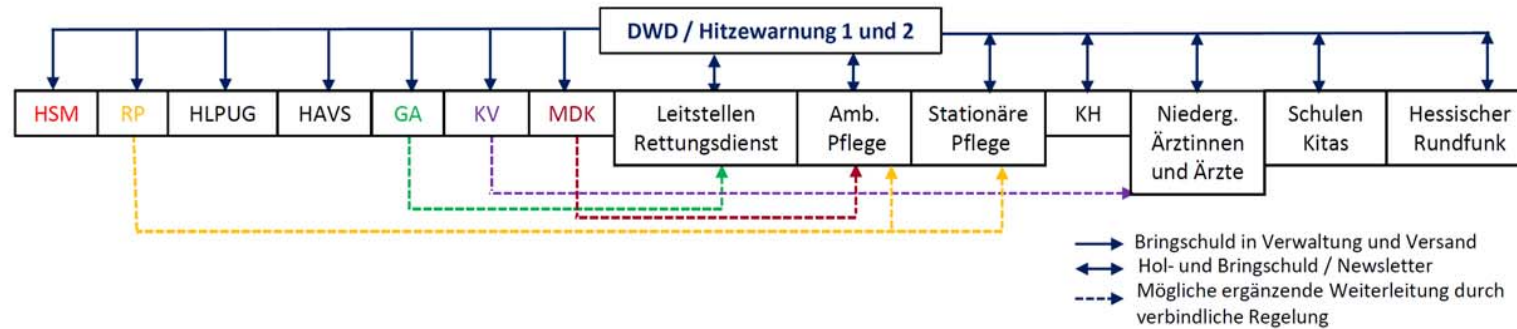 DWD / Hitzewarnung 1 und 2
HSM
RP
HLPUG
HAVS
GA
KV
MDK
Leitstellen
Rettungsdienst
Amb.
Pflege
Stationäre
Pflege
KH
Niederg.
Ärztinnen
und Ärzte
Schulen
Kitas
Hessischer
Rundfunk
Bringschuld in Verwaltung und Versand
Hol- und Bringschuld / Newsletter
Mögliche ergänzende Weiterleitung durch
verbindliche Regelung